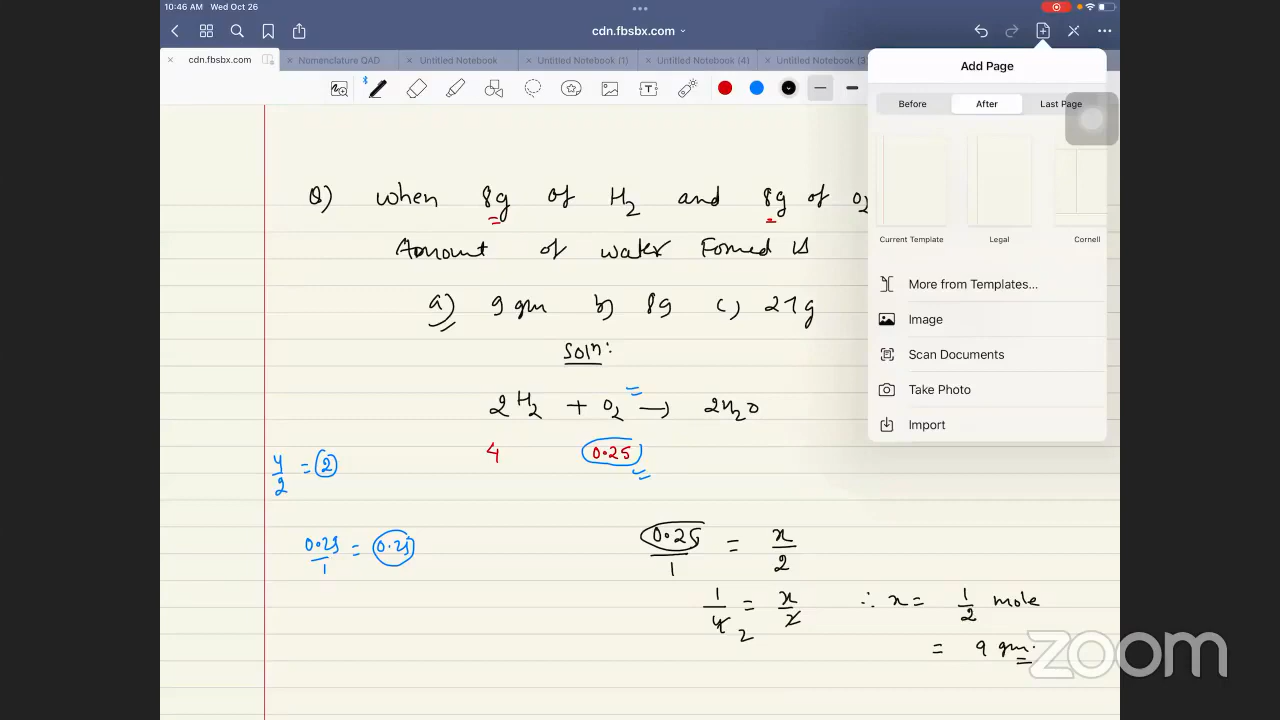 10:46 AM Wed Oct 26
cdn.fbsbx.com
cdn.fbsbx.com
Nomenclature QAD
Untitled Notebook
Untitled Notebook (1)
Untitled Notebook (4)
Untitled Notebook (3
Add Page
Before After Last Page
Current Template Legal Cornell
More from Templates...
Image
Scan Documents
Take Photo
Import
Q) when 8g of H2 and 8g of O2
Amount of water Formed is
a) 9 gm b) 8g c) 27g
Soln:
2H2 + O2 → 2H2O
4 0.25
4/2 = 2
0.25/1 = 0.25
0.25/1 = x/2
1/4 2 = x/2 ∴ x = 1/2 mole
= 9 gm.
zoom